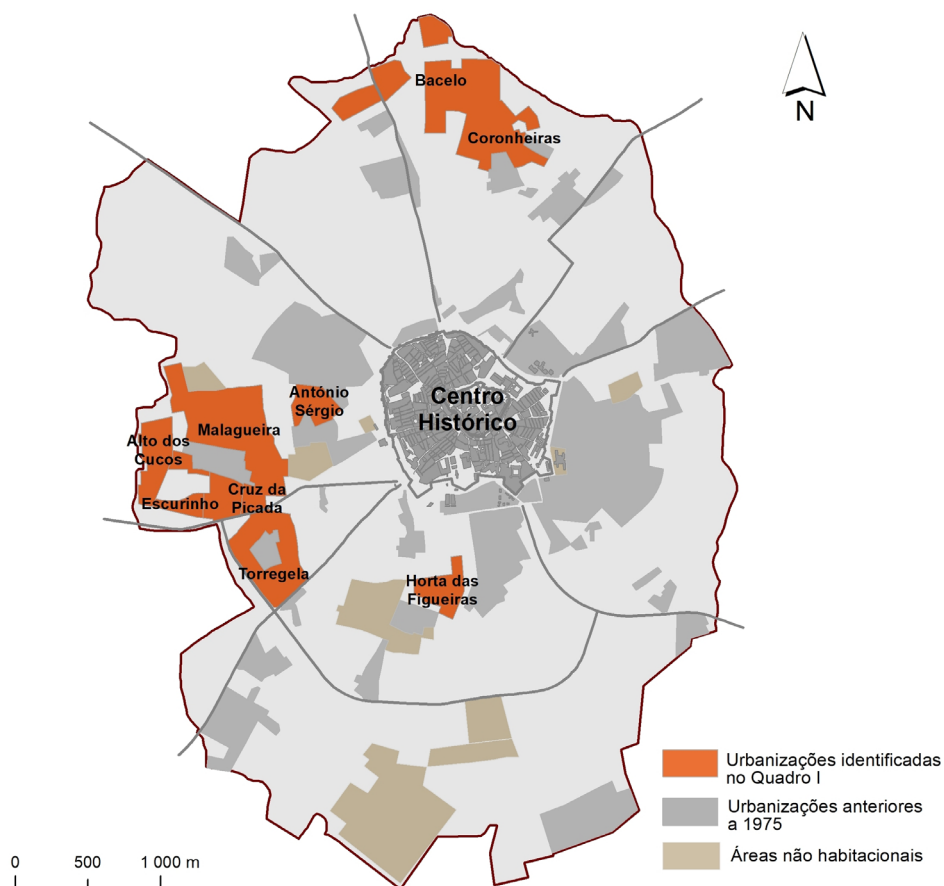 Bacelo
N
Coronheiras
António
Sérgio
Centro
Histórico
Malagueira
Alto dos
Cucos
Escurinho
Cruz da
Picada
Torregela
Horta das
Figueiras
Urbanizações identificadas
no Quadro I
Urbanizações anteriores
a 1975
Áreas não habitacionais
0 500 1 000 m